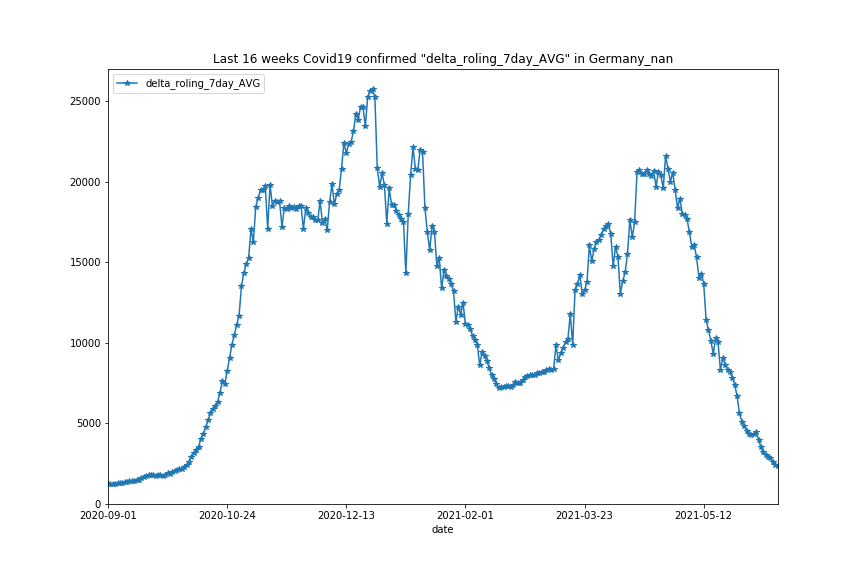 Last 16 weeks Covid19 confirmed "delta_roling_7day_AVG" in Germany_nan
delta_roling_7day_AVG
25000
20000
15000
10000
5000
0
2020-09-01 2020-10-24 2020-12-13 2021-02-01 2021-03-23 2021-05-12
date